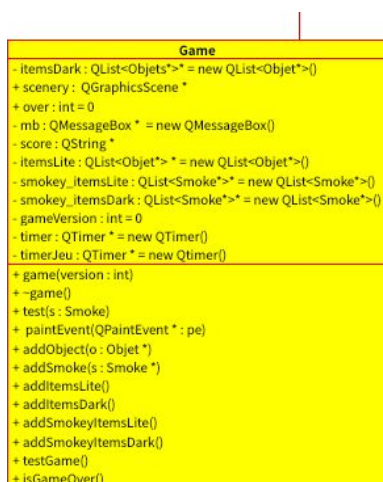 Game
- itemsDark : QList<Objets*>* = new QList<Objet*>()
+ scenery : QGraphicsScene *
+ over : int = 0
- mb : QMessageBox * = new QMessageBox()
- score : QString *
- itemsLite : QList<Objet*> * = new QList<Objet*>()
- smokey_itemsLite : QList<Smoke*>* = new QList<Smoke*>()
- smokey_itemsDark : QList<Smoke*>* = new QList<Smoke*>()
- gameVersion : int = 0
- timer : QTimer * = new QTimer()
- timerJeu : QTimer * = new Qtimer()
+ game(version : int)
+ ~game()
+ test(s : Smoke)
+ paintEvent(QPaintEvent * : pe)
+ addObject(o : Objet *)
+ addSmoke(s : Smoke *)
+ addItemsLite()
+ addItemsDark()
+ addSmokeyItemsLite()
+ addSmokeyItemsDark()
+ testGame()
+ isGameOver()